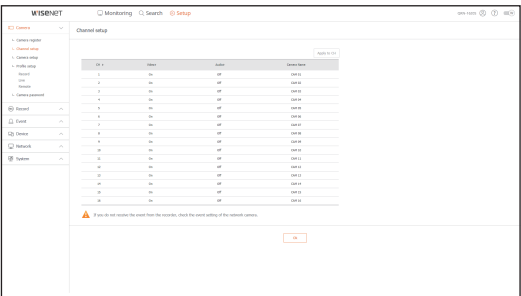 WISENET
Monitoring Search Setup
Camera
Channel setup
Camera register
Channel setup
Camera setup
Profile setup
Record
Live
Remote
Camera password
Record
Event
Device
Network
System
Apply to CH
CH Video Audio Camera Name
1 On Off CAM 01
2 On Off CAM 02
3 On Off CAM 03
4 On Off CAM 04
5 On Off CAM 05
6 On Off CAM 06
7 On Off CAM 07
8 On Off CAM 08
9 On Off CAM 09
10 On Off CAM 10
11 On Off CAM 11
12 On Off CAM 12
13 On Off CAM 13
14 On Off CAM 14
15 On Off CAM 15
16 On Off CAM 16
If you do not receive the event from the recorder, check the event setting of the network camera.
OK